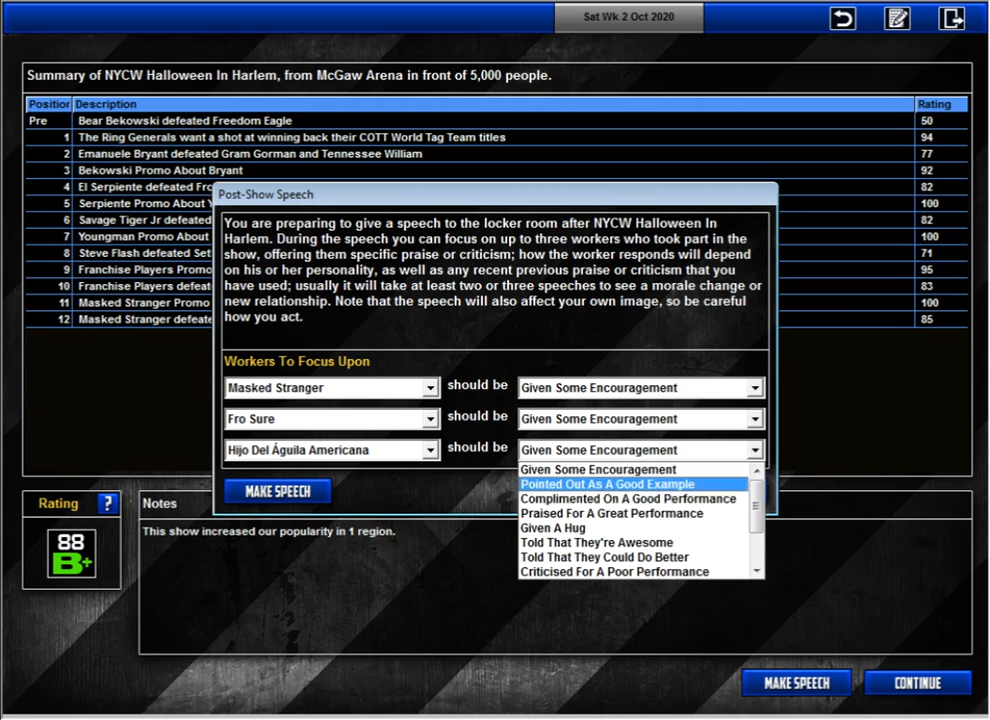 Sat Wk 2 Oct 2020
Summary of NYCW Halloween In Harlem, from McGaw Arena in front of 5,000 people.
Position Description Rating
Pre Bear Bekowski defeated Freedom Eagle 50
1 The Ring Generals want a shot at winning back their COTT World Tag Team titles 94
2 Emanuele Bryant defeated Gram Gorman and Tennessee William 77
3 Bekowski Promo About Bryant 92
4 El Serpiente defeated Fro 82
5 Serpiente Promo About Y 100
6 Savage Tiger Jr defeated 82
7 Youngman Promo About 100
8 Steve Flash defeated Set 71
9 Franchise Players Promo 95
10 Franchise Players defeat 83
11 Masked Stranger Promo 100
12 Masked Stranger defeate 85
Post-Show Speech
You are preparing to give a speech to the locker room after NYCW Halloween In
Harlem. During the speech you can focus on up to three workers who took part in the
show, offering them specific praise or criticism; how the worker responds will depend
on his or her personality, as well as any recent previous praise or criticism that you
have used; usually it will take at least two or three speeches to see a morale change or
new relationship. Note that the speech will also affect your own image, so be careful
how you act.
Workers To Focus Upon
Masked Stranger should be Given Some Encouragement
Fro Sure should be Given Some Encouragement
Hijo Del Águila Americana should be Given Some Encouragement
Given Some Encouragement
Pointed Out As A Good Example
Complimented On A Good Performance
Praised For A Great Performance
Given A Hug
Told That They're Awesome
Told That They Could Do Better
Criticised For A Poor Performance
MAKE SPEECH
Rating ?
88
B+
Notes
This show increased our popularity in 1 region.
MAKE SPEECH CONTINUE